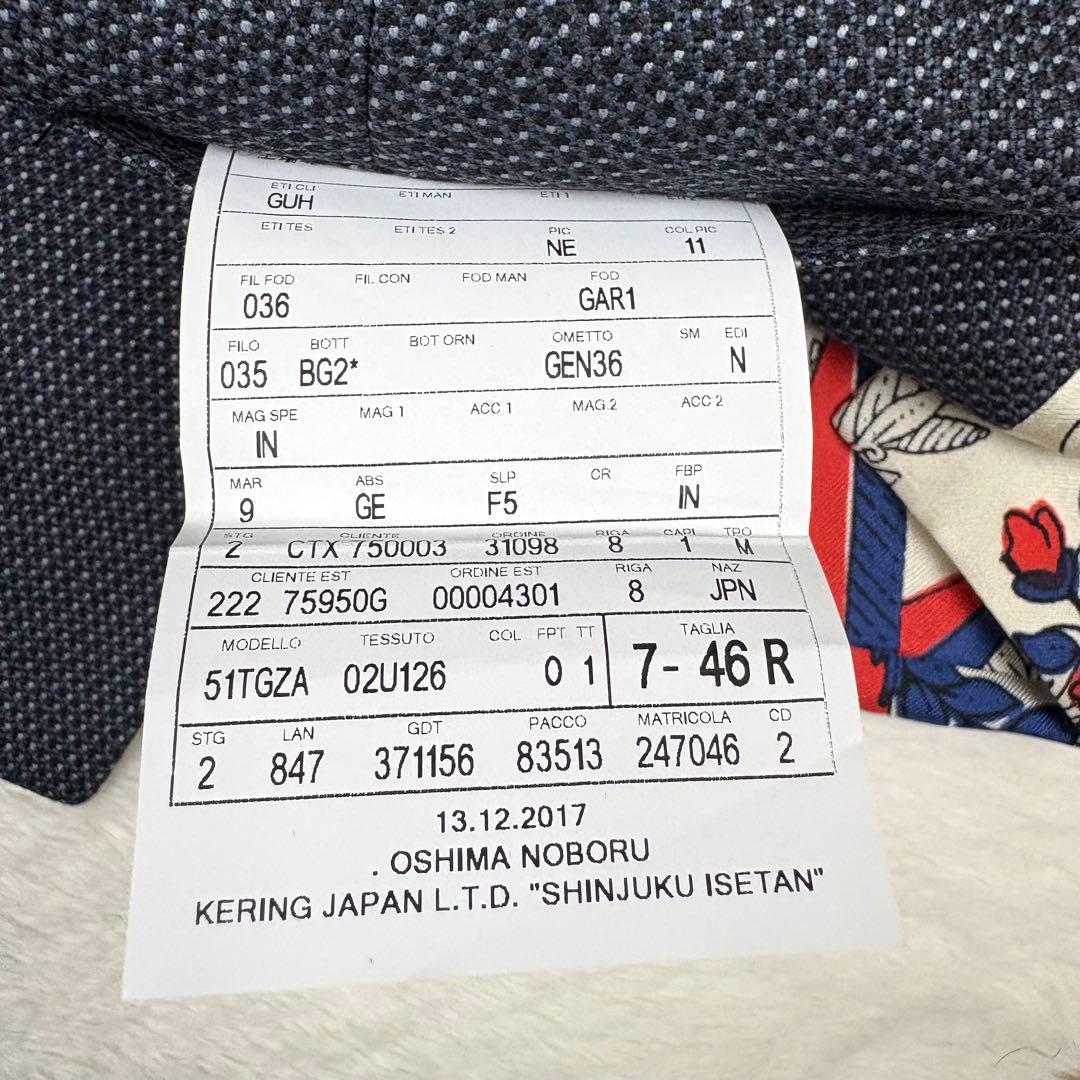 ETI CLI ETI MAN ETI 1
GUH
ETI TES ETI TES 2 PIC COL PIC
NE 11
FIL FOD FIL CON FOD MAN FOD
036 GAR1
FILO BOTT BOT ORN OMETTO SM EDI
035 BG2* GEN36 N
MAG SPE MAG 1 ACC 1 MAG.2 ACC 2
IN
MAR ABS SLP CR FBP
9 GE F5 IN
STG CLIENTE ORDINE RIGA CAPI TPO
2 CTX 750003 31098 8 1 M
CLIENTE EST ORDINE EST RIGA NAZ
222 75950G 00004301 8 JPN
MODELLO TESSUTO COL FPT TT TAGLIA
51TGZA 02U126 0 1 7- 46 R
STG LAN GDT PACCO MATRICOLA CD
2 847 371156 83513 247046 2
13.12.2017
. OSHIMA NOBORU
KERING JAPAN L.T.D. "SHINJUKU ISETAN"